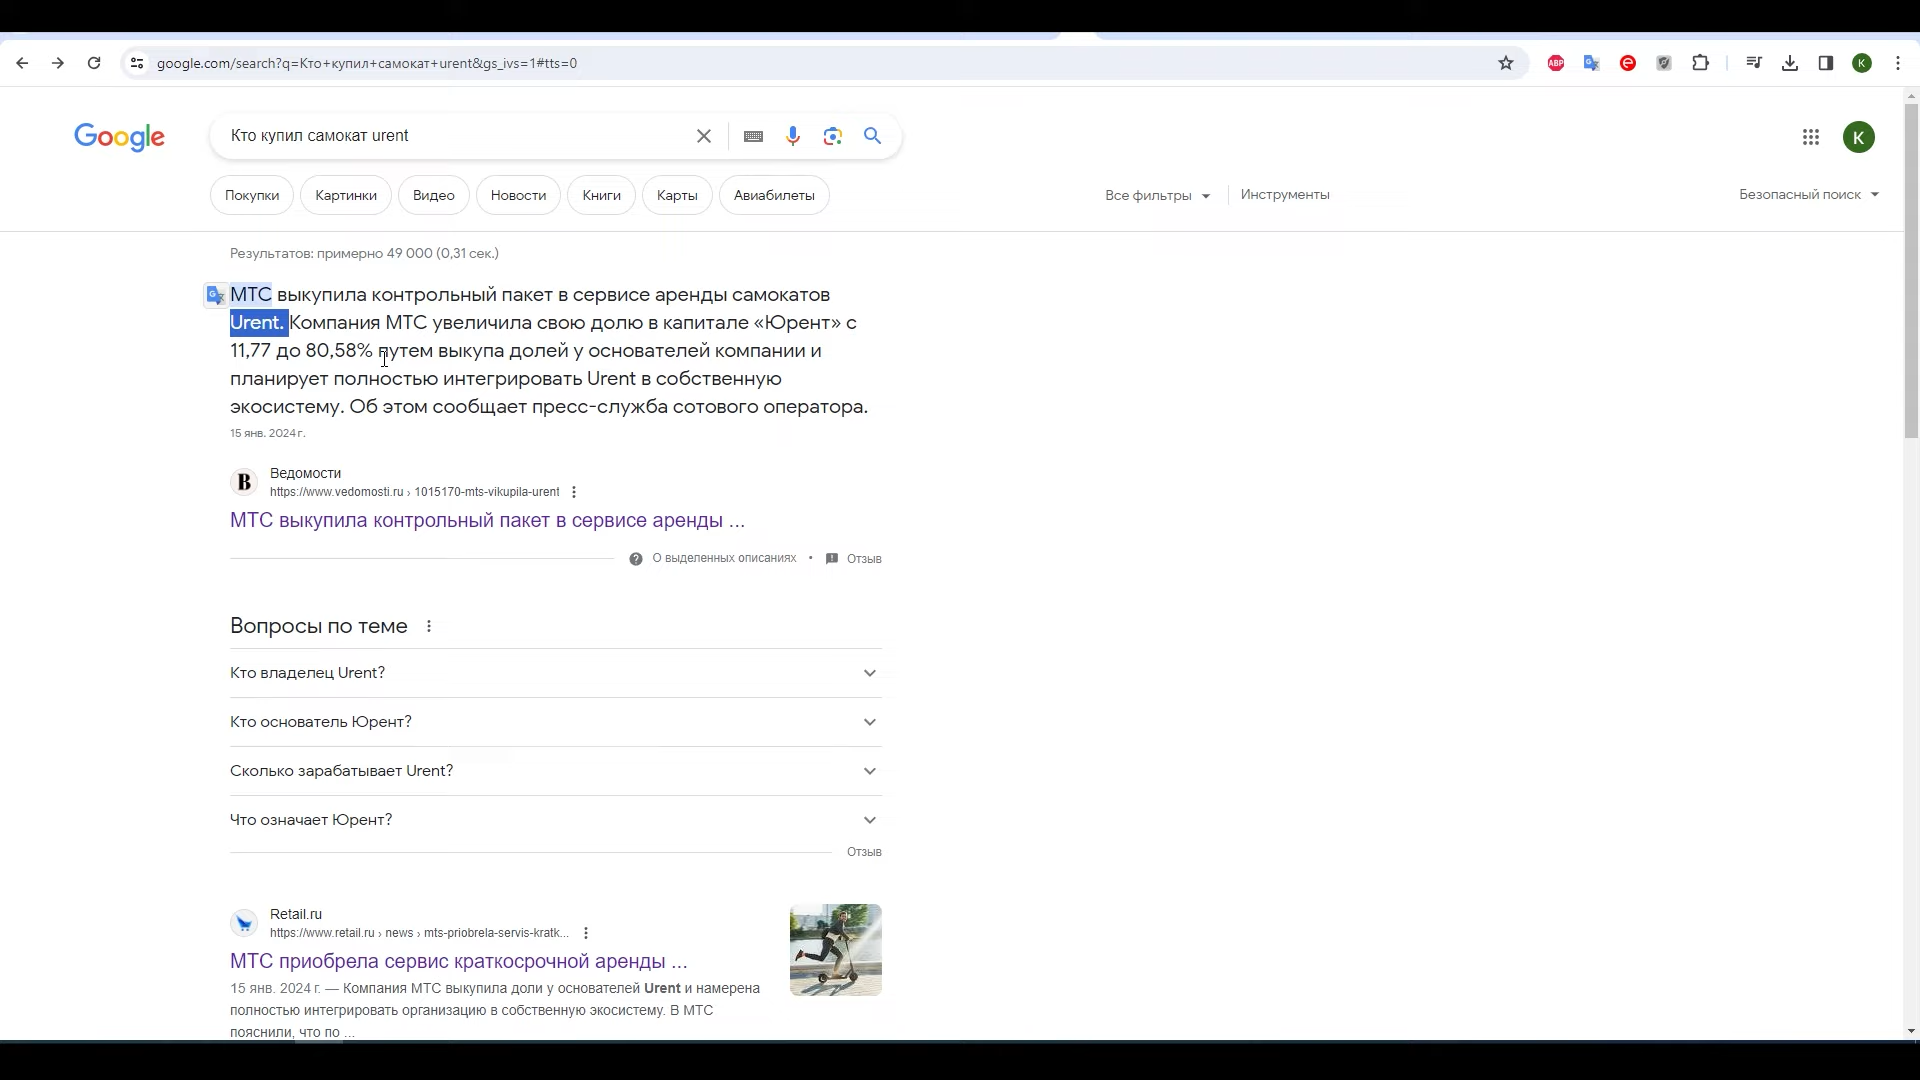 google.com/search?q=Кто+купил+самокат+urent&gs_ivs=1#tts=0
ABP
K
Google
Кто купил самокат urent
K
Покупки
Картинки
Видео
Новости
Книги
Карты
Авиабилеты
Все фильтры
Инструменты
Безопасный поиск
Результатов: примерно 49 000 (0,31 сек.)
МТС выкупила контрольный пакет в сервисе аренды самокатов
Urent. Компания МТС увеличила свою долю в капитале «Юрент» с
11,77 до 80,58% путем выкупа долей у основателей компании и
планирует полностью интегрировать Urent в собственную
экосистему. Об этом сообщает пресс-служба сотового оператора.
15 янв. 2024 г.
В
Ведомости
https://www.vedomosti.ru › 1015170-mts-vikupila-urent
МТС выкупила контрольный пакет в сервисе аренды ...
О выделенных описаниях • Отзыв
Вопросы по теме
Кто владелец Urent?
Кто основатель Юрент?
Сколько зарабатывает Urent?
Что означает Юрент?
Отзыв
Retail.ru
https://www.retail.ru › news › mts-priobrela-servis-kratk...
МТС приобрела сервис краткосрочной аренды ...
15 янв. 2024 г. — Компания МТС выкупила доли у основателей Urent и намерена
полностью интегрировать организацию в собственную экосистему. В МТС
пояснили, что по ...